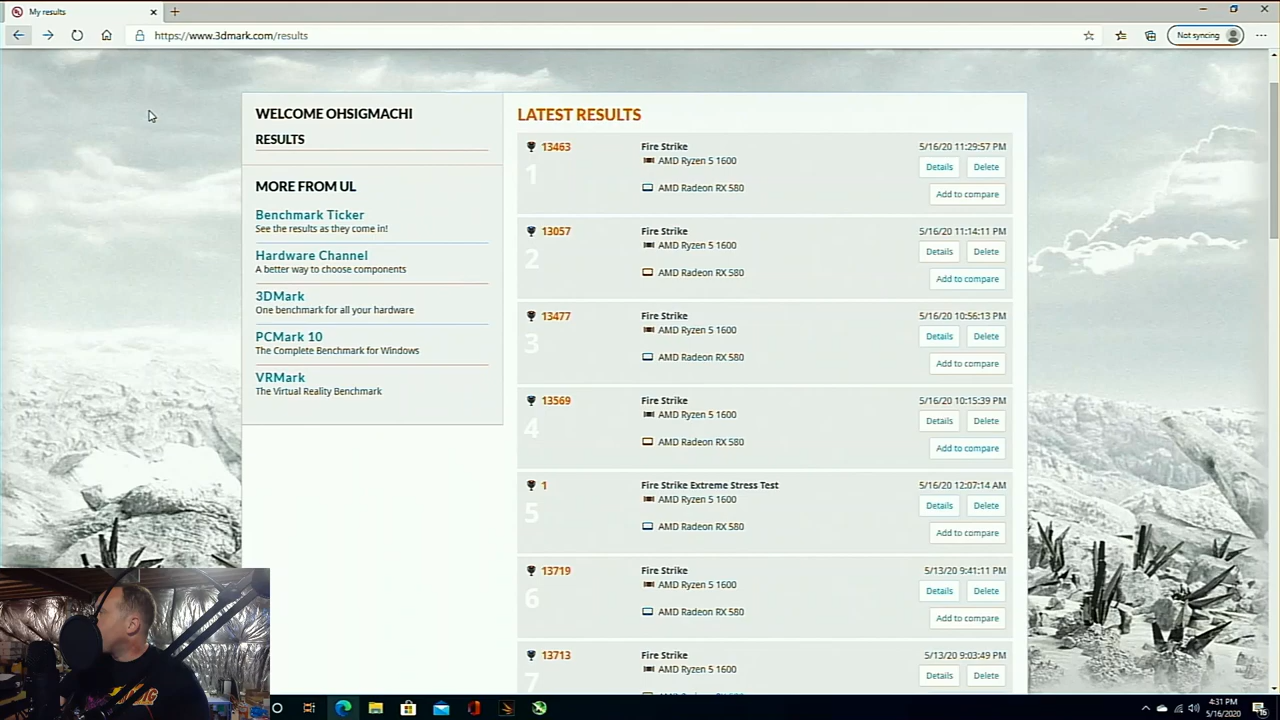 My results
https://www.3dmark.com/results
Not syncing
WELCOME OHSIGMACHI
RESULTS
MORE FROM UL
Benchmark Ticker
See the results as they come in!
Hardware Channel
A better way to choose components
3DMark
One benchmark for all your hardware
PCMark 10
The Complete Benchmark for Windows
VRMark
The Virtual Reality Benchmark
LATEST RESULTS
1
13463
Fire Strike
AMD Ryzen 5 1600
AMD Radeon RX 580
5/16/20 11:29:57 PM
Details Delete
Add to compare
2
13057
Fire Strike
AMD Ryzen 5 1600
AMD Radeon RX 580
5/16/20 11:14:11 PM
Details Delete
Add to compare
3
13477
Fire Strike
AMD Ryzen 5 1600
AMD Radeon RX 580
5/16/20 10:56:13 PM
Details Delete
Add to compare
4
13569
Fire Strike
AMD Ryzen 5 1600
AMD Radeon RX 580
5/16/20 10:15:39 PM
Details Delete
Add to compare
5
1
Fire Strike Extreme Stress Test
AMD Ryzen 5 1600
AMD Radeon RX 580
5/16/20 12:07:14 AM
Details Delete
Add to compare
6
13719
Fire Strike
AMD Ryzen 5 1600
AMD Radeon RX 580
5/13/20 9:41:11 PM
Details Delete
Add to compare
7
13713
Fire Strike
AMD Ryzen 5 1600
5/13/20 9:03:49 PM
Details Delete
4:31 PM
5/16/2020